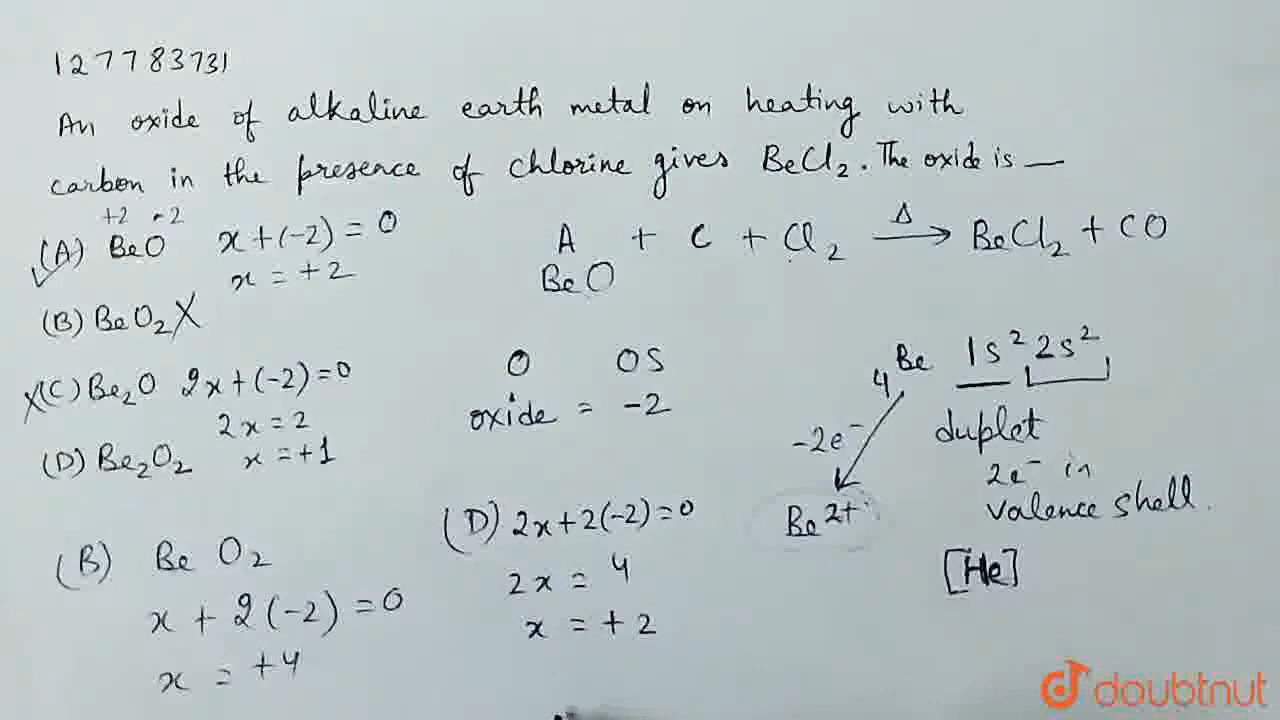 127783731
An oxide of alkaline earth metal on heating with
carbon in the presence of chlorine gives BeCl₂. The oxide is —
+2 -2
(A) BeO x+(-2)=0
x = +2
A + C + Cl₂ —Δ→ BeCl₂ + CO
BeO
(B) BeO₂ X
X(C) Be₂O 2x+(-2)=0
2x = 2
(D) Be₂O₂ x = +1
O OS
oxide = -2
₄Be 1s² 2s²
-2e⁻
Be²⁺
duplet
2e⁻ in
valence shell.
[He]
(B) Be O₂
x + 2(-2) = 0
x = +4
(D) 2x+2(-2)=0
2x = 4
x = +2
doubtnut